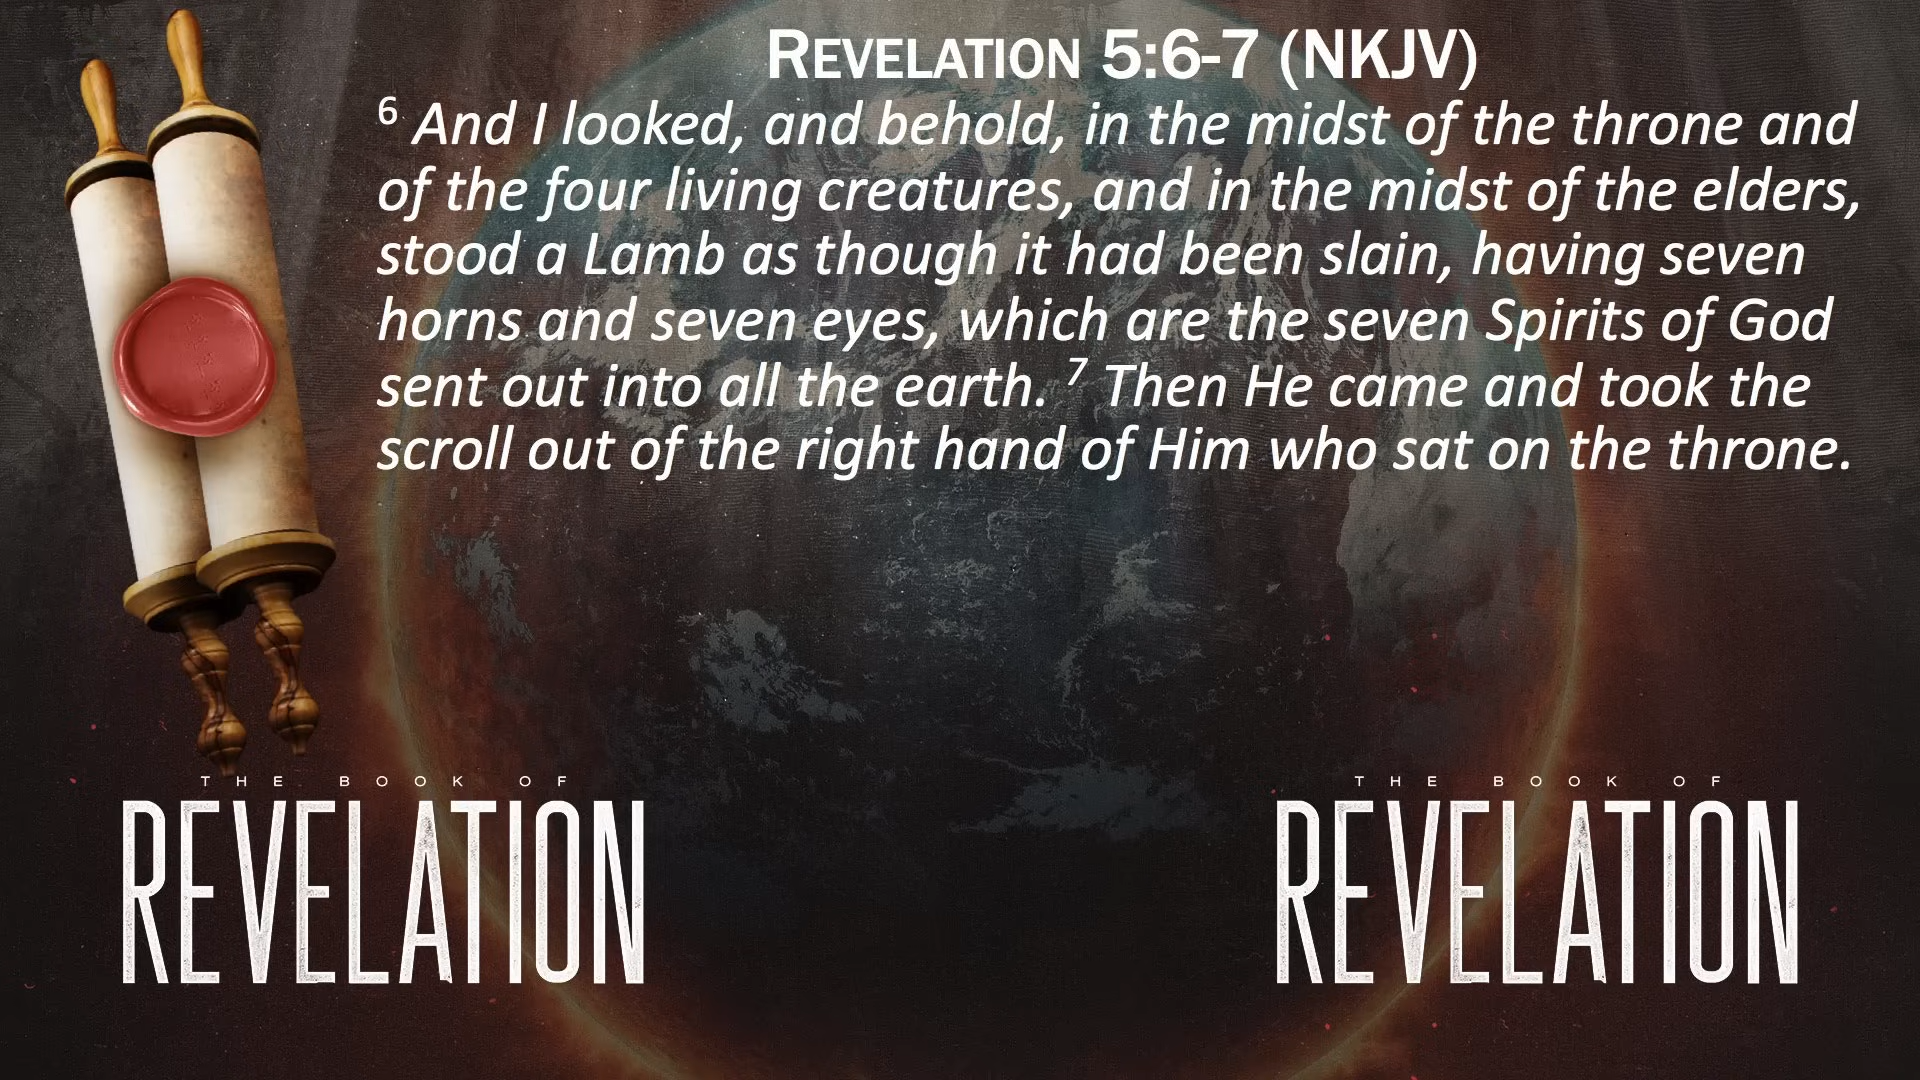 REVELATION 5:6-7 (NKJV)
6 And I looked, and behold, in the midst of the throne and
of the four living creatures, and in the midst of the elders,
stood a Lamb as though it had been slain, having seven
horns and seven eyes, which are the seven Spirits of God
sent out into all the earth. 7 Then He came and took the
scroll out of the right hand of Him who sat on the throne.
THE BOOK OF
REVELATION
THE BOOK OF
REVELATION